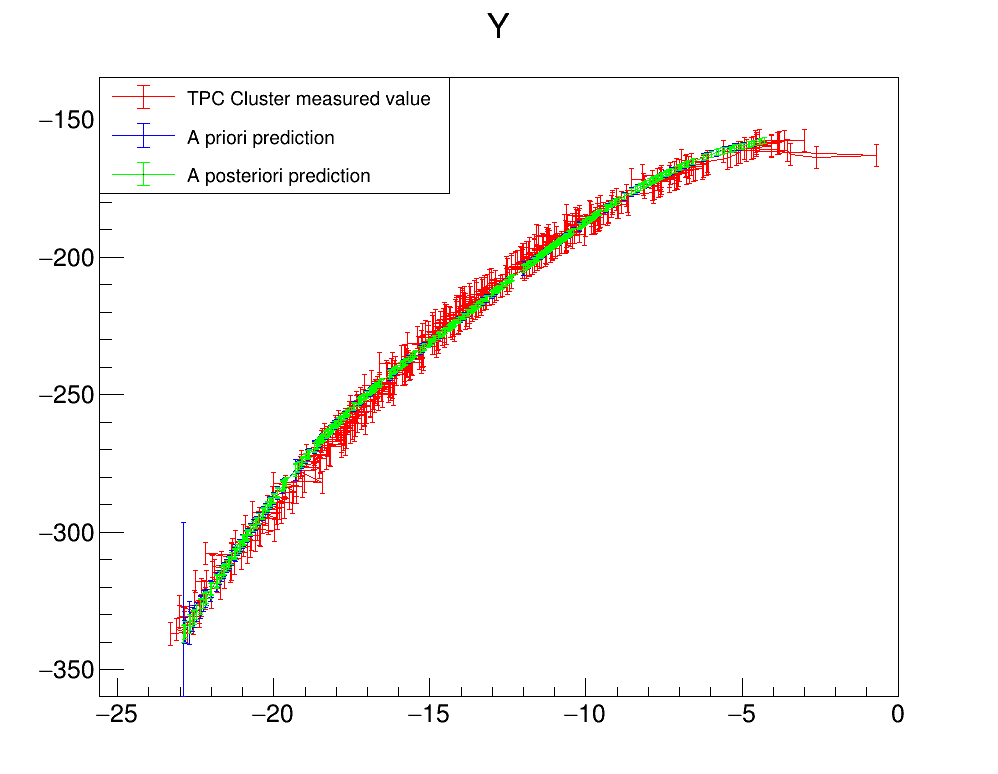 Y
TPC Cluster measured value
A priori prediction
A posteriori prediction
−150
−200
−250
−300
−350
−25 −20 −15 −10 −5 0